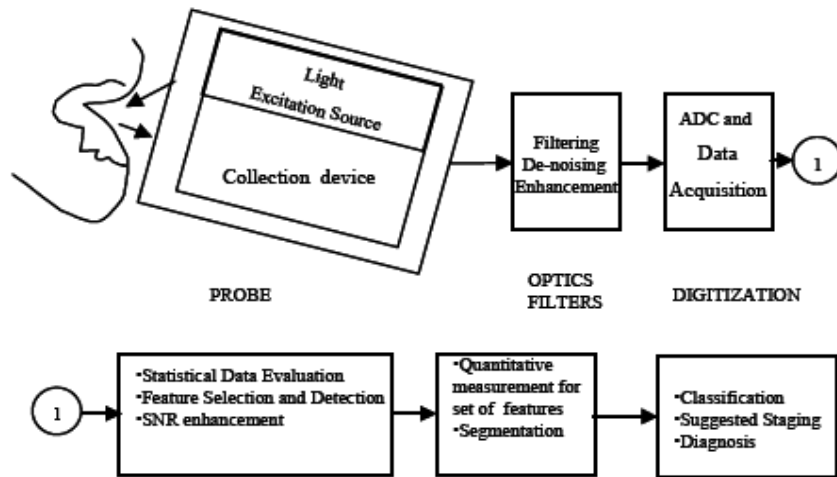 Light
Excitation Source
Collection device
Filtering
De-noising
Enhancement
ADC and
Data
Acquisition
1
PROBE
OPTICS
FILTERS
DIGITIZATION
1
•Statistical Data Evaluation
•Feature Selection and Detection
•SNR enhancement
•Quantitative
measurement for
set of features
•Segmentation
•Classification
•Suggested Staging
•Diagnosis